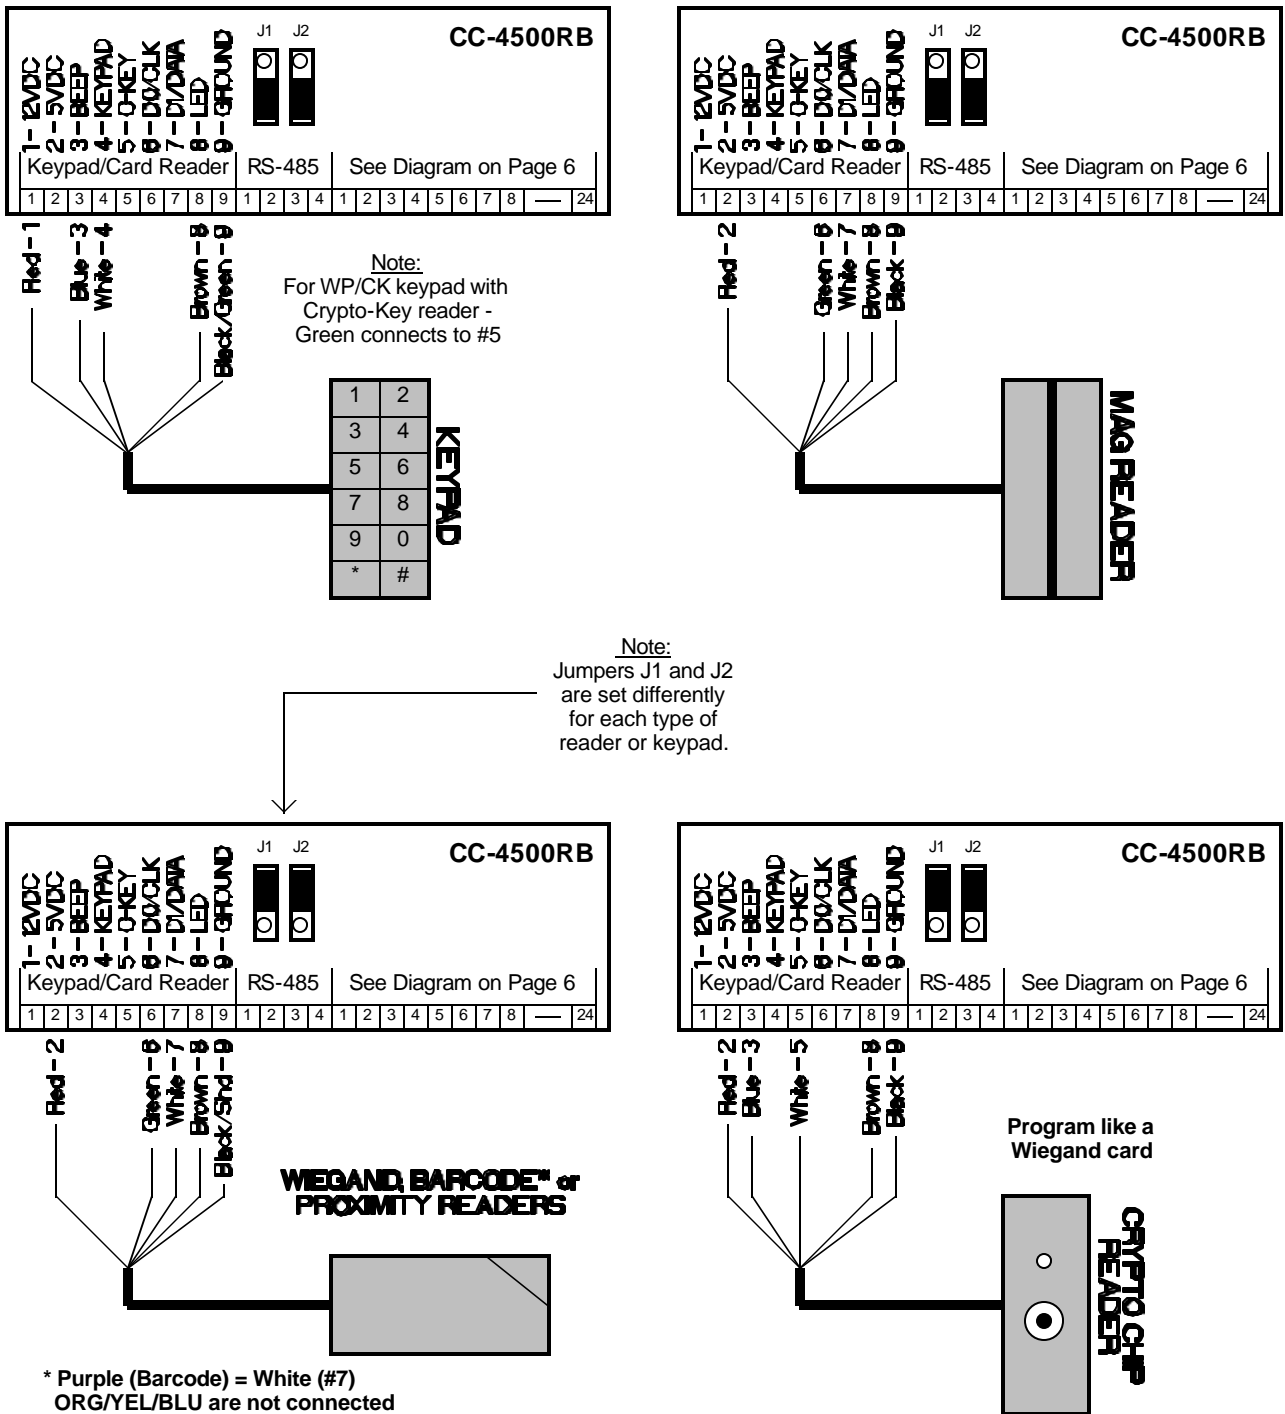 J1 J2 CC-4500RB
1 - 12VDC
2 - 5VDC
3 - BEEP
4 - KEYPAD
5 - D-KEY
6 - D0/CLK
7 - D1/DATA
8 - LED
9 - GROUND
Keypad/Card Reader RS-485 See Diagram on Page 6
1 2 3 4 5 6 7 8 9 1 2 3 4 1 2 3 4 5 6 7 8 — 24
Red - 1
Blue - 3
White - 4
Brown - 8
Black/Green - 9
Note:
For WP/CK keypad with
Crypto-Key reader -
Green connects to #5
1 2
3 4
5 6
7 8
9 0
* #
KEYPAD
J1 J2 CC-4500RB
1 - 12VDC
2 - 5VDC
3 - BEEP
4 - KEYPAD
5 - D-KEY
6 - D0/CLK
7 - D1/DATA
8 - LED
9 - GROUND
Keypad/Card Reader RS-485 See Diagram on Page 6
1 2 3 4 5 6 7 8 9 1 2 3 4 1 2 3 4 5 6 7 8 — 24
Red - 2
Green - 6
White - 7
Brown - 8
Black - 9
MAG READER
Note:
Jumpers J1 and J2
are set differently
for each type of
reader or keypad.
J1 J2 CC-4500RB
1 - 12VDC
2 - 5VDC
3 - BEEP
4 - KEYPAD
5 - D-KEY
6 - D0/CLK
7 - D1/DATA
8 - LED
9 - GROUND
Keypad/Card Reader RS-485 See Diagram on Page 6
1 2 3 4 5 6 7 8 9 1 2 3 4 1 2 3 4 5 6 7 8 — 24
Red - 2
Green - 6
White - 7
Brown - 8
Black/Shd - 9
WIEGAND, BARCODE* or
PROXIMITY READERS
* Purple (Barcode) = White (#7)
ORG/YEL/BLU are not connected
J1 J2 CC-4500RB
1 - 12VDC
2 - 5VDC
3 - BEEP
4 - KEYPAD
5 - D-KEY
6 - D0/CLK
7 - D1/DATA
8 - LED
9 - GROUND
Keypad/Card Reader RS-485 See Diagram on Page 6
1 2 3 4 5 6 7 8 9 1 2 3 4 1 2 3 4 5 6 7 8 — 24
Red - 2
Blue - 3
White - 5
Brown - 8
Black - 9
Program like a
Wiegand card
CRYPTO CHIP
READER